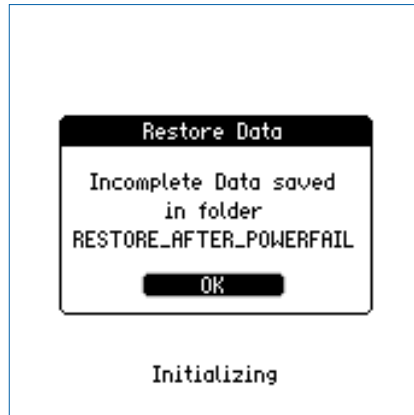 Restore Data
Incomplete Data saved
in folder
RESTORE_AFTER_POWERFAIL
OK
Initializing